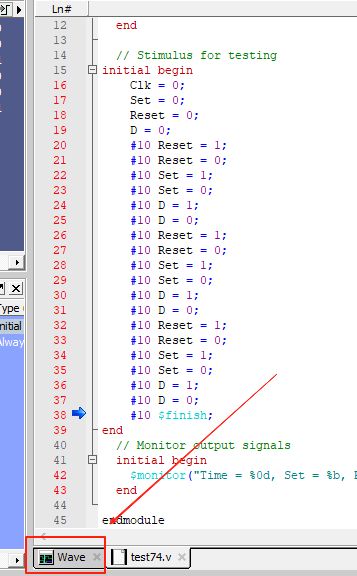 Ln#
12 end
13
14 // Stimulus for testing
15 initial begin
16 Clk = 0;
17 Set = 0;
18 Reset = 0;
19 D = 0;
20 #10 Reset = 1;
21 #10 Reset = 0;
22 #10 Set = 1;
23 #10 Set = 0;
24 #10 D = 1;
25 #10 D = 0;
26 #10 Reset = 1;
27 #10 Reset = 0;
28 #10 Set = 1;
29 #10 Set = 0;
30 #10 D = 1;
31 #10 D = 0;
32 #10 Reset = 1;
33 #10 Reset = 0;
34 #10 Set = 1;
35 #10 Set = 0;
36 #10 D = 1;
37 #10 D = 0;
38 #10 $finish;
39 end
40 // Monitor output signals
41 initial begin
42 $monitor("Time = %0d, Set = %b,
43 end
44
45 endmodule
Type
Wave
test74.v